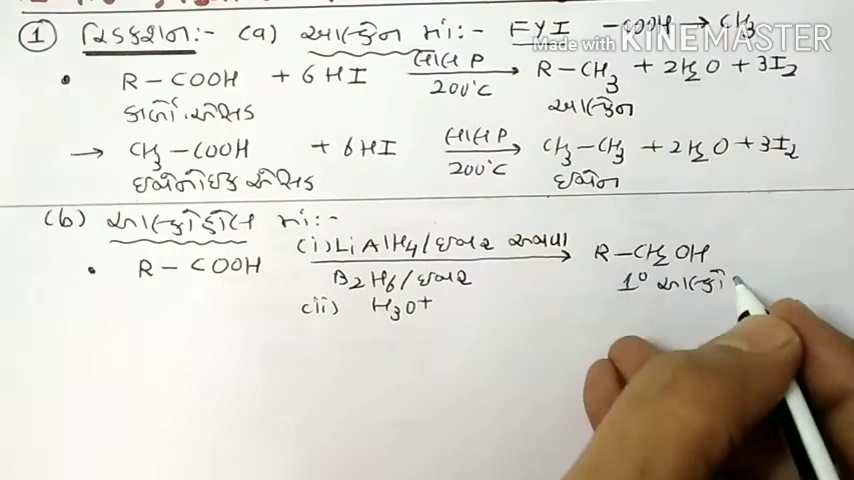 ① રિડક્શન:- (a) આલ્કેન માં:- FYI -COOH → CH₃
Made with KINEMASTER
• R-COOH + 6HI લાલ P 200°C → R-CH₃ + 2H₂O + 3I₂
કાર્બો. એસિડ આલ્કેન
→ CH₃-COOH + 6HI લાલ P 200°C → CH₃-CH₃ + 2H₂O + 3I₂
ઇથેનોઇક એસિડ ઇથેન
(b) આલ્કોહોલ માં:-
• R-COOH (i) LiAlH₄/ઇથર અથવા B₂H₆/ઇથર → R-CH₂OH
(ii) H₃O⁺ 1° આલ્કો